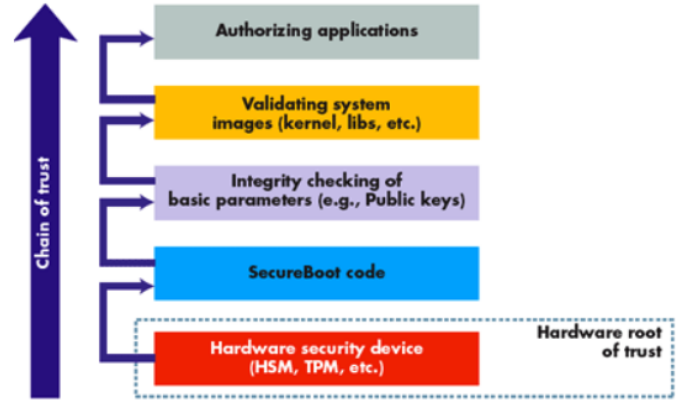 Authorizing applications
Validating system
images (kernel, libs, etc.)
Integrity checking of
basic parameters (e.g., Public keys)
SecureBoot code
Hardware security device
(HSM, TPM, etc.)
Hardware root
of trust
Chain of trust